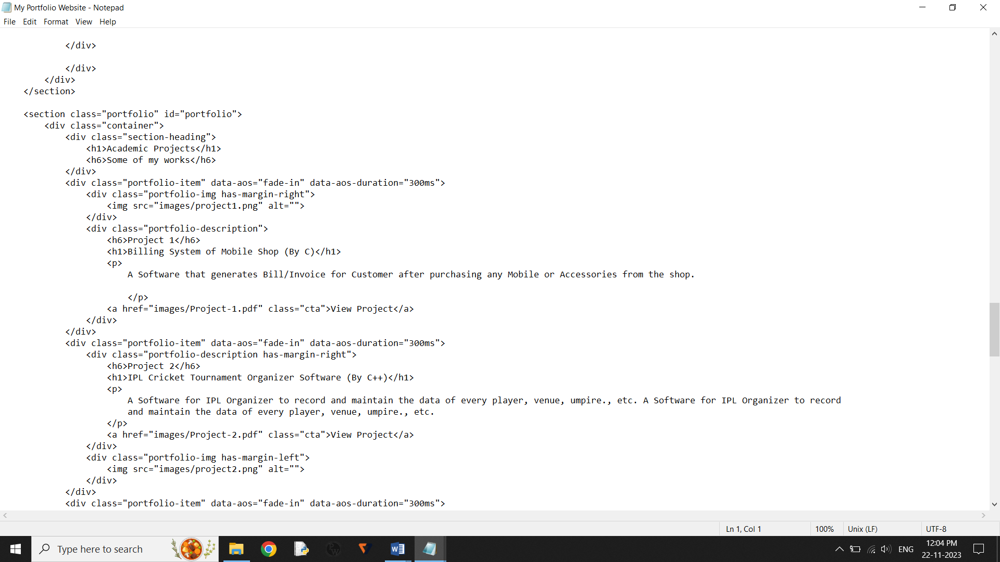 My Portfolio Website - Notepad
File Edit Format View Help
</div>
</div>
</div>
</section>
<section class="portfolio" id="portfolio">
<div class="container">
<div class="section-heading">
<h1>Academic Projects</h1>
<h6>Some of my works</h6>
</div>
<div class="portfolio-item" data-aos="fade-in" data-aos-duration="300ms">
<div class="portfolio-img has-margin-right">
<img src="images/project1.png" alt="">
</div>
<div class="portfolio-description">
<h6>Project 1</h6>
<h1>Billing System of Mobile Shop (By C)</h1>
<p>
A Software that generates Bill/Invoice for Customer after purchasing any Mobile or Accessories from the shop.
</p>
<a href="images/Project-1.pdf" class="cta">View Project</a>
</div>
</div>
<div class="portfolio-item" data-aos="fade-in" data-aos-duration="300ms">
<div class="portfolio-description has-margin-right">
<h6>Project 2</h6>
<h1>IPL Cricket Tournament Organizer Software (By C++)</h1>
<p>
A Software for IPL Organizer to record and maintain the data of every player, venue, umpire., etc. A Software for IPL Organizer to record
and maintain the data of every player, venue, umpire., etc.
</p>
<a href="images/Project-2.pdf" class="cta">View Project</a>
</div>
<div class="portfolio-img has-margin-left">
<img src="images/project2.png" alt="">
</div>
</div>
<div class="portfolio-item" data-aos="fade-in" data-aos-duration="300ms">
Ln 1, Col 1 100% Unix (LF) UTF-8
Type here to search
ENG
12:04 PM
22-11-2023